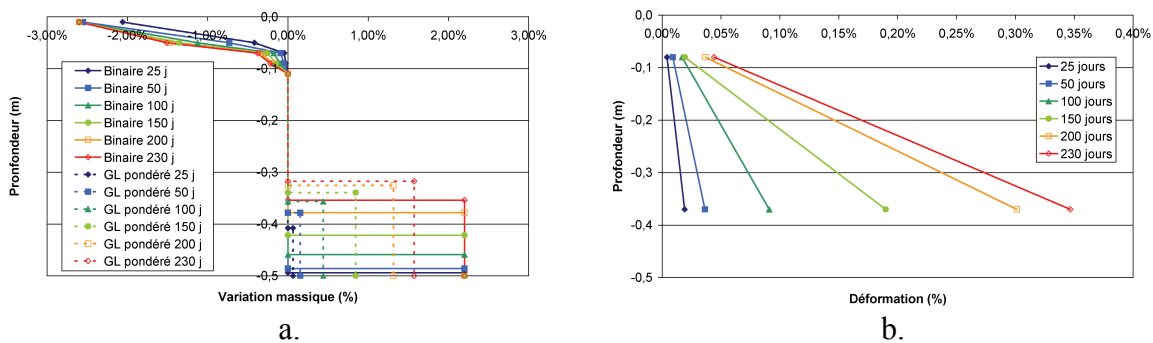 0,0
-3,00% -2,00% -1,00% 0,00% 1,00% 2,00% 3,00%
-0,1
-0,2
-0,3
-0,4
-0,5
Pronfondeur (m)
Binaire 25 j
Binaire 50 j
Binaire 100 j
Binaire 150 j
Binaire 200 j
Binaire 230 j
GL pondéré 25 j
GL pondéré 50 j
GL pondéré 100 j
GL pondéré 150 j
GL pondéré 200 j
GL pondéré 230 j
Variation massique (%)
a.
0,0
0,00% 0,05% 0,10% 0,15% 0,20% 0,25% 0,30% 0,35% 0,40%
-0,1
-0,2
-0,3
-0,4
-0,5
Profondeur (m)
25 jours
50 jours
100 jours
150 jours
200 jours
230 jours
Déformation (%)
b.